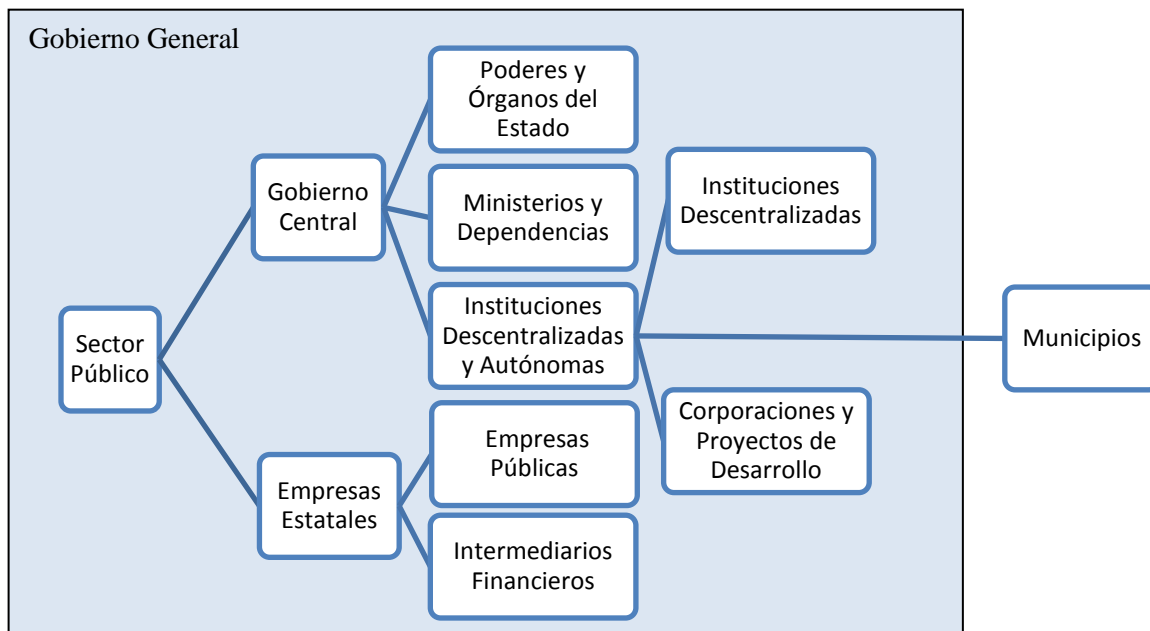 Gobierno General
Poderes y
Órganos del
Estado
Gobierno
Central
Ministerios y
Dependencias
Instituciones
Descentralizadas
Instituciones
Descentralizadas
y Autónomas
Municipios
Sector
Público
Corporaciones y
Proyectos de
Desarrollo
Empresas
Estatales
Empresas
Públicas
Intermediarios
Financieros